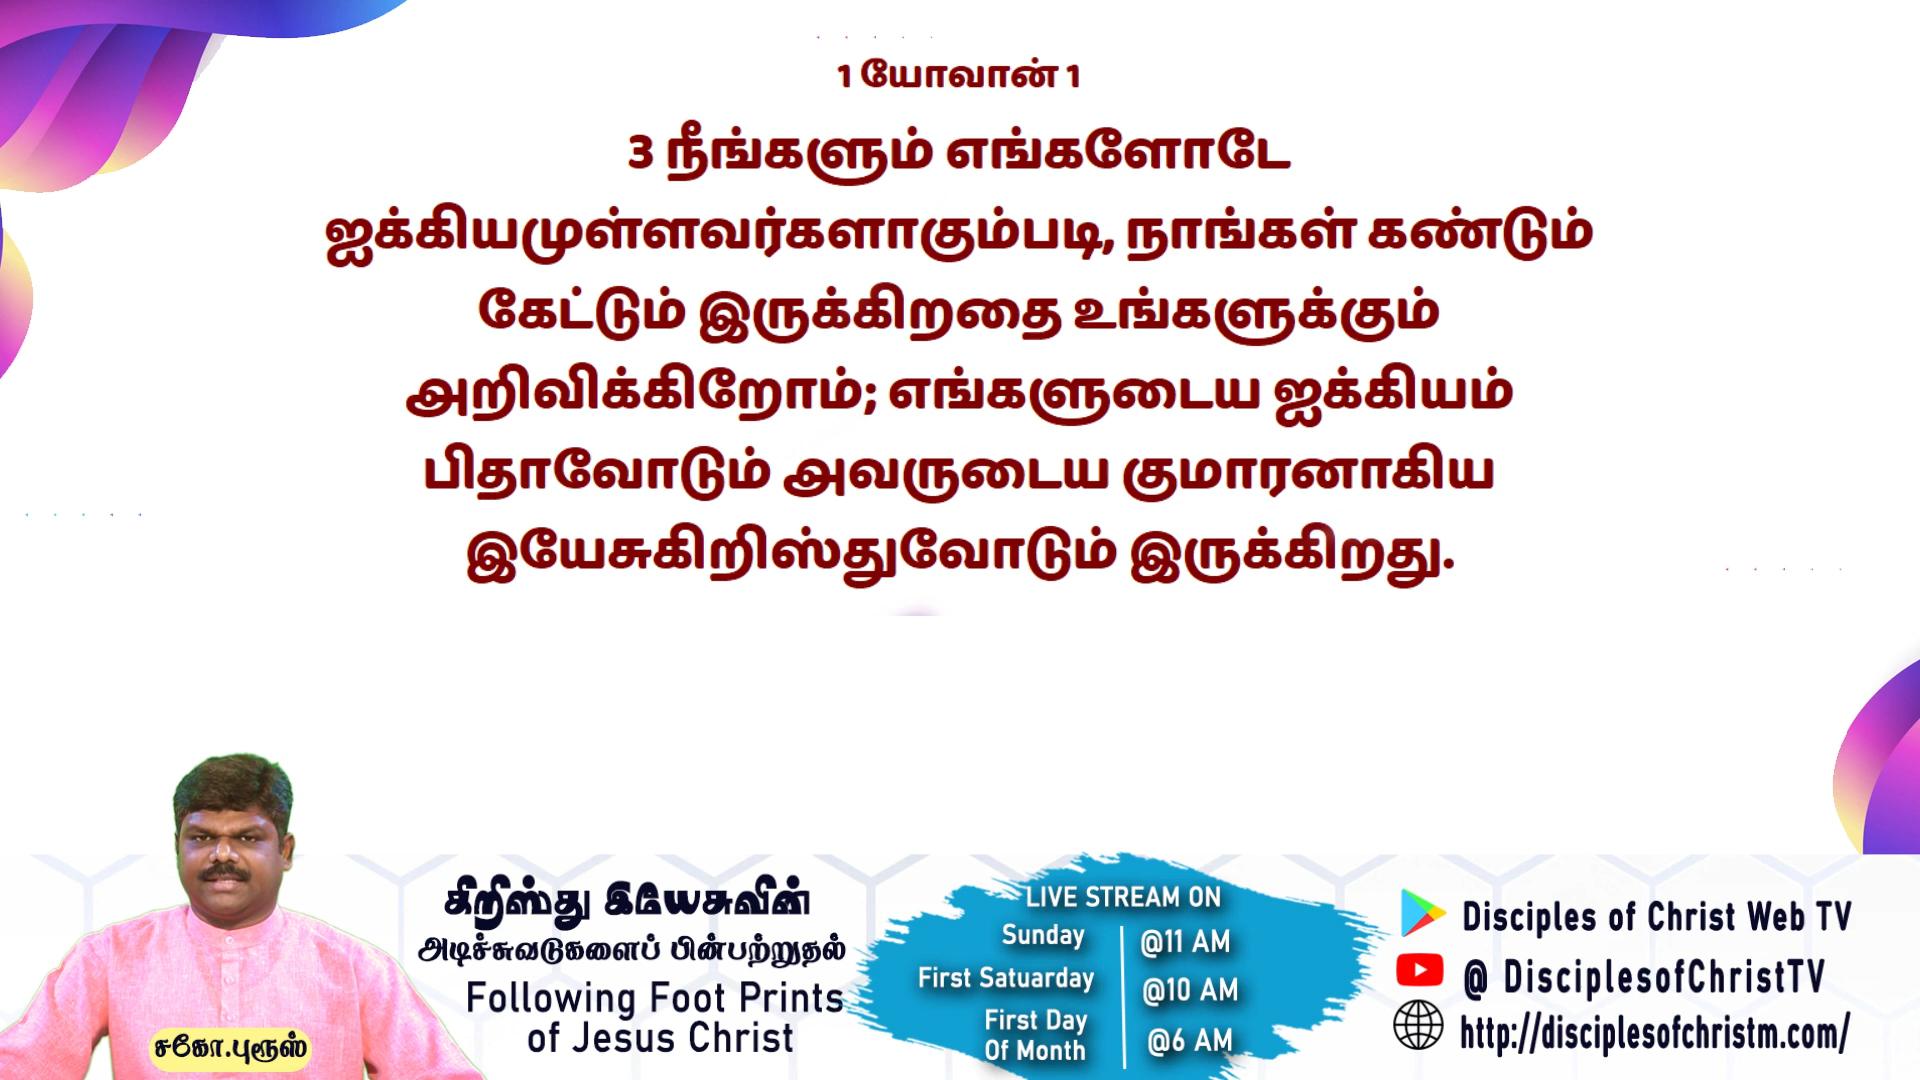 1 யோவான் 1
3 நீங்களும் எங்களோடே
ஐக்கியமுள்ளவர்களாகும்படி, நாங்கள் கண்டும்
கேட்டும் இருக்கிறதை உங்களுக்கும்
அறிவிக்கிறோம்; எங்களுடைய ஐக்கியம்
பிதாவோடும் அவருடைய குமாரனாகிய
இயேசுகிறிஸ்துவோடும் இருக்கிறது.
சகோ.புரூஸ்
கிறிஸ்து இயேசுவின்
அடிச்சுவடுகளைப் பின்பற்றுதல்
Following Foot Prints
of Jesus Christ
LIVE STREAM ON
Sunday @11 AM
First Satuarday @10 AM
First Day
Of Month @6 AM
Disciples of Christ Web TV
@ DisciplesofChristTV
http://disciplesofchristm.com/